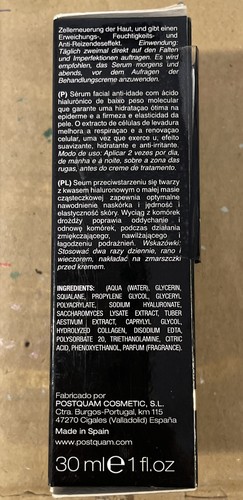 Zellerneuerung der Haut, und gibt einen
Erweichungs-, Feuchtigkeits- und
Anti-Reizendeseffekt. Einwendung:
Täglich zweimal direkt auf den Falten
und Imperfektionen auftragen. Es wird
empfohlen, das Serum morgens und
abends, vor dem Auftragen der
Behandlungscreme anzuwenden.
(P) Sérum facial anti-idade com ácido
hialurónico de baixo peso molecular
que garante uma hidrataçao ótima na
epiderme e a firmeza e elasticidad da
pele. O extracto de células de levadura
melhora a respiraçao e a renovaçao
celular, uma vez que exerce u. efeito
suavizante, hidratante e anti-irritante.
Modo de uso: Aplicar 2 vezes por dia,
de manha e á noite, sobre a zona das
rugas, antes do creme de tratamento.
(PL) Serum przeciwstarzeniu się twarzy
z kwasem hialuronowym o małej masie
cząsteczkowej zapewnia optymalne
nawodnienie naskórka i jędrność i
elastyczność skóry. Wyciąg z komórek
drożdży poprawia oddychanie i
odnowę komórek, podczas działania
zmiękczającego, nawilżającego i
łagodzeniu podrażnień. Wskazówki:
Stosować dwa razy dziennie, rano i
wieczorem, nakładać na zmarszczki
przed kremem.
INGREDIENTS: (AQUA (WATER), GLYCERIN,
SQUALANE, PROPYLENE GLYCOL, GLYCERYL
POLYACRYLATE, SODIUM HYALURONATE,
SACCHAROMYCES LYSATE EXTRACT, TUBER
AESTIVUM EXTRACT, CAPRYLYL GLYCOL,
HYDROLYZED COLLAGEN, DISODIUM EDTA,
POLYSORBATE 20, TRIETHANOLAMINE, CITRIC
ACID, PHENOXYETHANOL, PARFUM (FRAGRANCE).
Fabricado por
POSTQUAM COSMETIC, S.L.
Ctra. Burgos-Portugal, km 115
47270 Cigales (Valladolid) España
Made in Spain
www.postquam.com
30 ml e 1 fl.oz